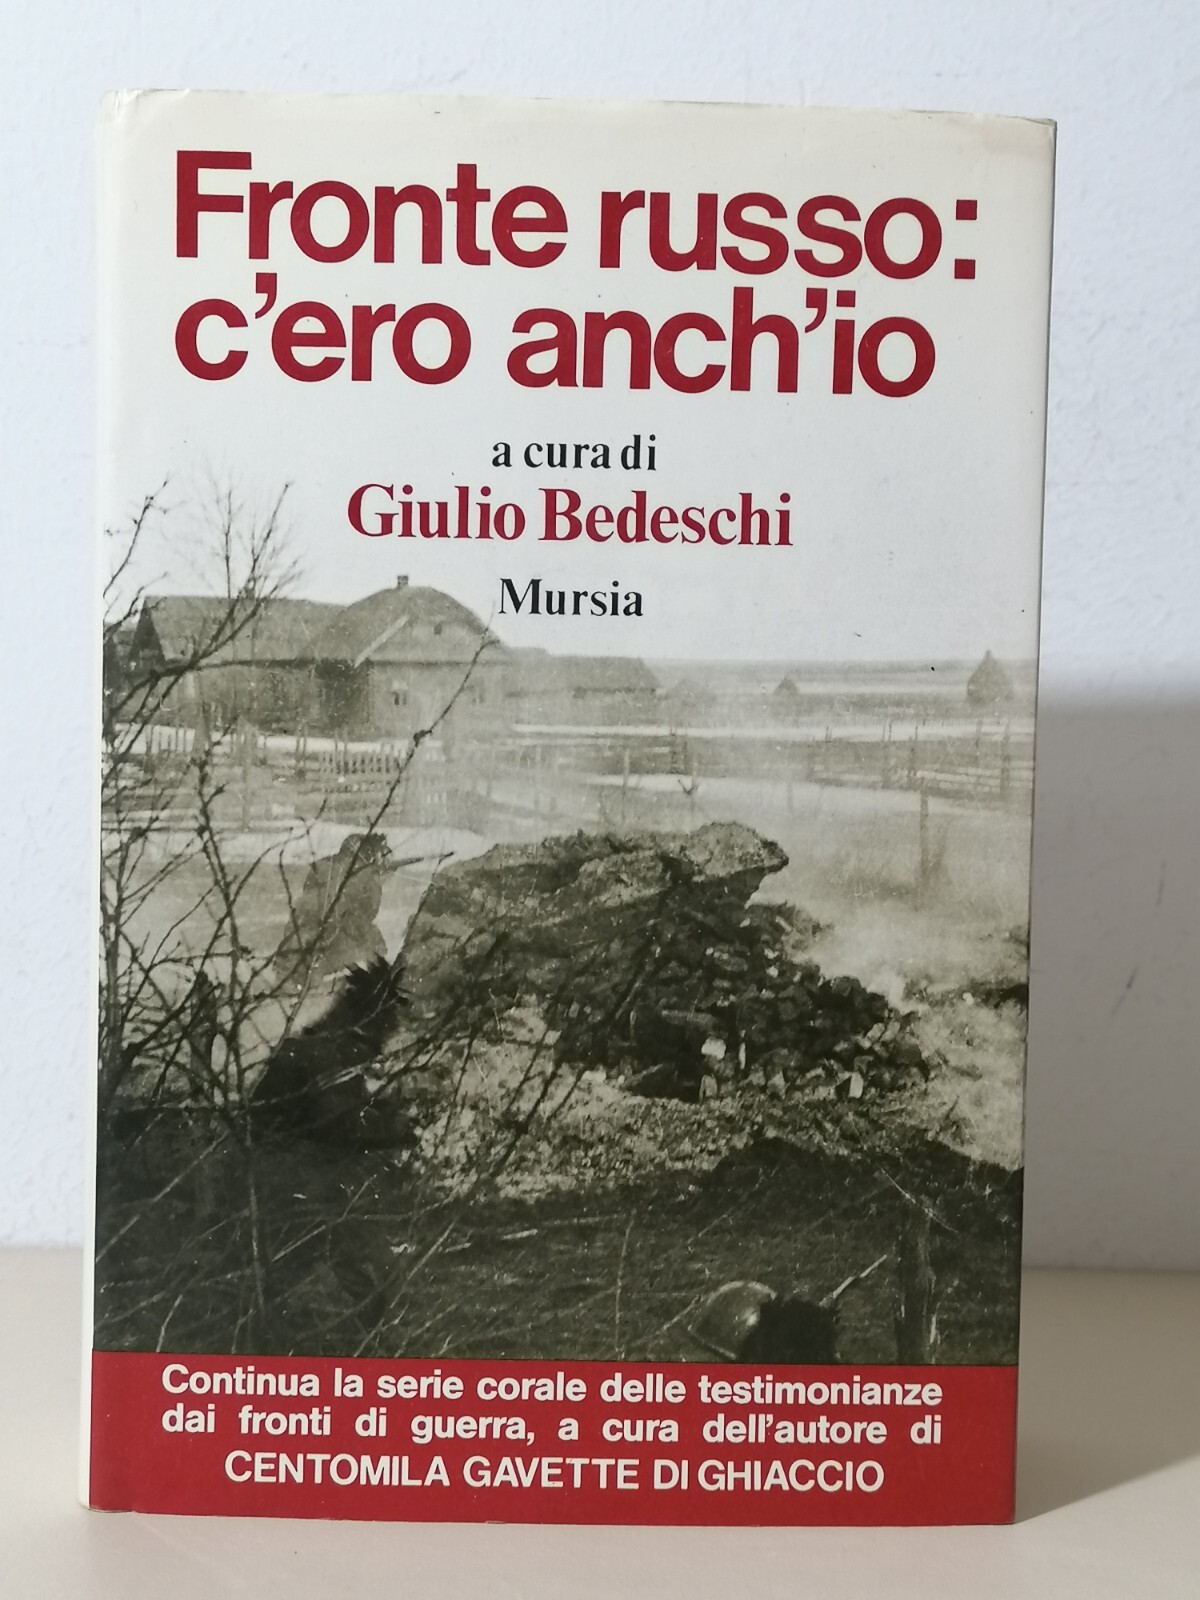 Fronte russo:
c'ero anch'io
a cura di
Giulio Bedeschi
Mursia
Continua la serie corale delle testimonianze
dai fronti di guerra, a cura dell'autore di
CENTOMILA GAVETTE DI GHIACCIO